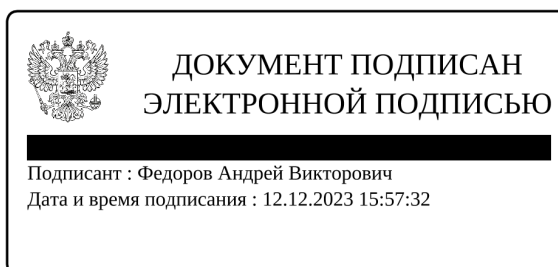 ДОКУМЕНТ ПОДПИСАН
ЭЛЕКТРОННОЙ ПОДПИСЬЮ
Подписант : Федоров Андрей Викторович
Дата и время подписания : 12.12.2023 15:57:32